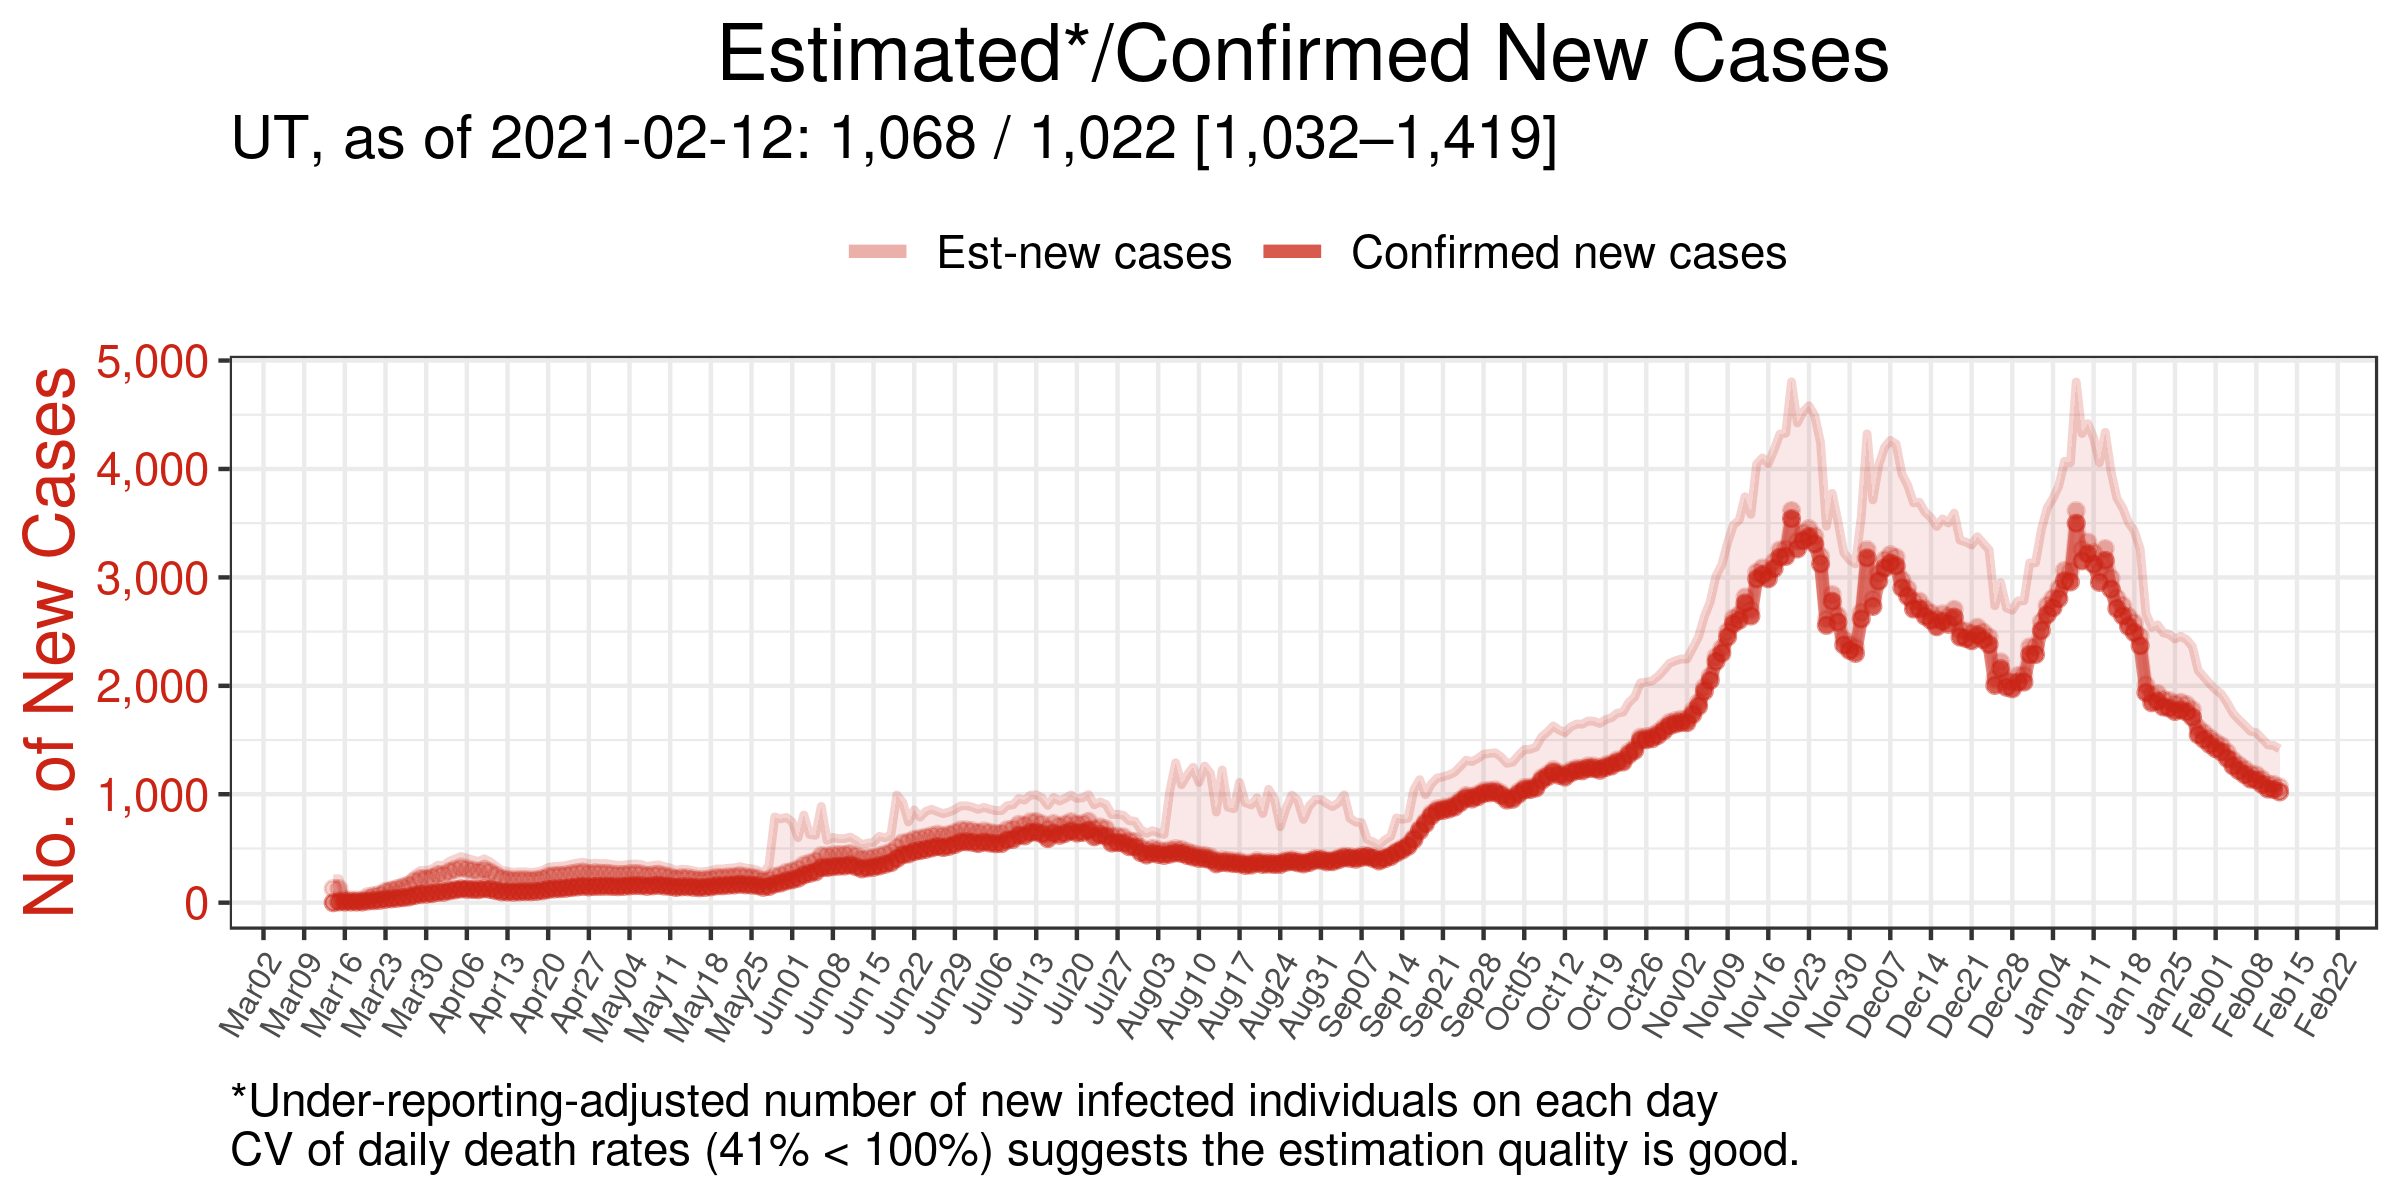 Estimated*/Confirmed New Cases
UT, as of 2021-02-12: 1,068 / 1,022 [1,032–1,419]
Est-new cases Confirmed new cases
No. of New Cases
5,000
4,000
3,000
2,000
1,000
0
Mar02 Mar09 Mar16 Mar23 Mar30 Apr06 Apr13 Apr20 Apr27 May04 May11 May18 May25 Jun01 Jun08 Jun15 Jun22 Jun29 Jul06 Jul13 Jul20 Jul27 Aug03 Aug10 Aug17 Aug24 Aug31 Sep07 Sep14 Sep21 Sep28 Oct05 Oct12 Oct19 Oct26 Nov02 Nov09 Nov16 Nov23 Nov30 Dec07 Dec14 Dec21 Dec28 Jan04 Jan11 Jan18 Jan25 Feb01 Feb08 Feb15 Feb22
*Under-reporting-adjusted number of new infected individuals on each day
CV of daily death rates (41% < 100%) suggests the estimation quality is good.